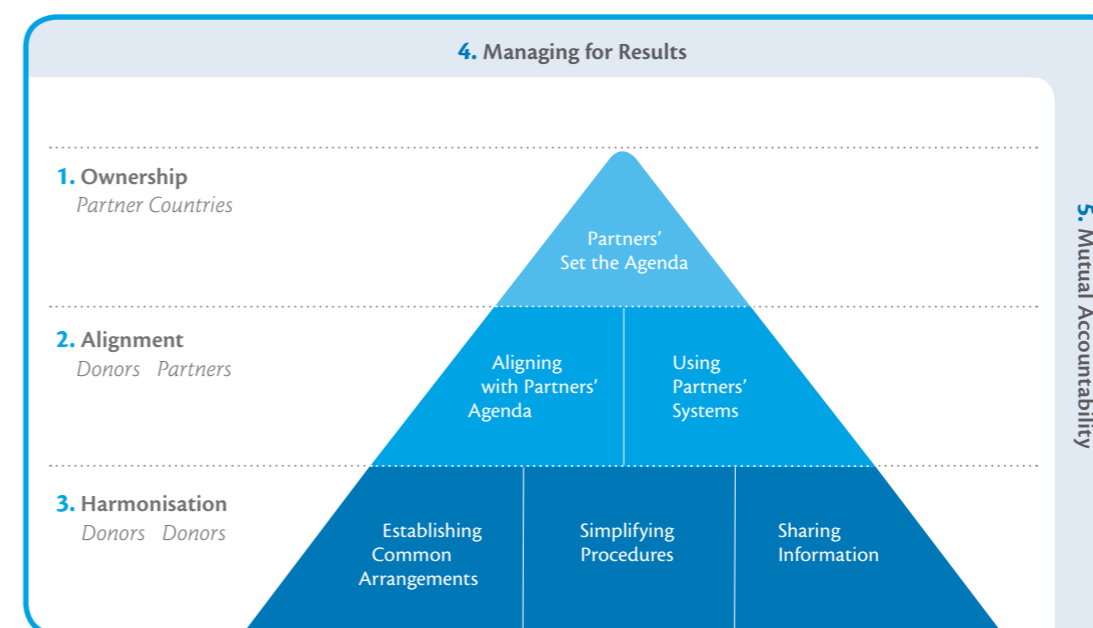 4. Managing for Results
1. Ownership
Partner Countries
Partners’
Set the Agenda
2. Alignment
Donors Partners
Aligning
with Partners’
Agenda
Using
Partners’
Systems
3. Harmonisation
Donors Donors
Establishing
Common
Arrangements
Simplifying
Procedures
Sharing
Information
5. Mutual Accountability